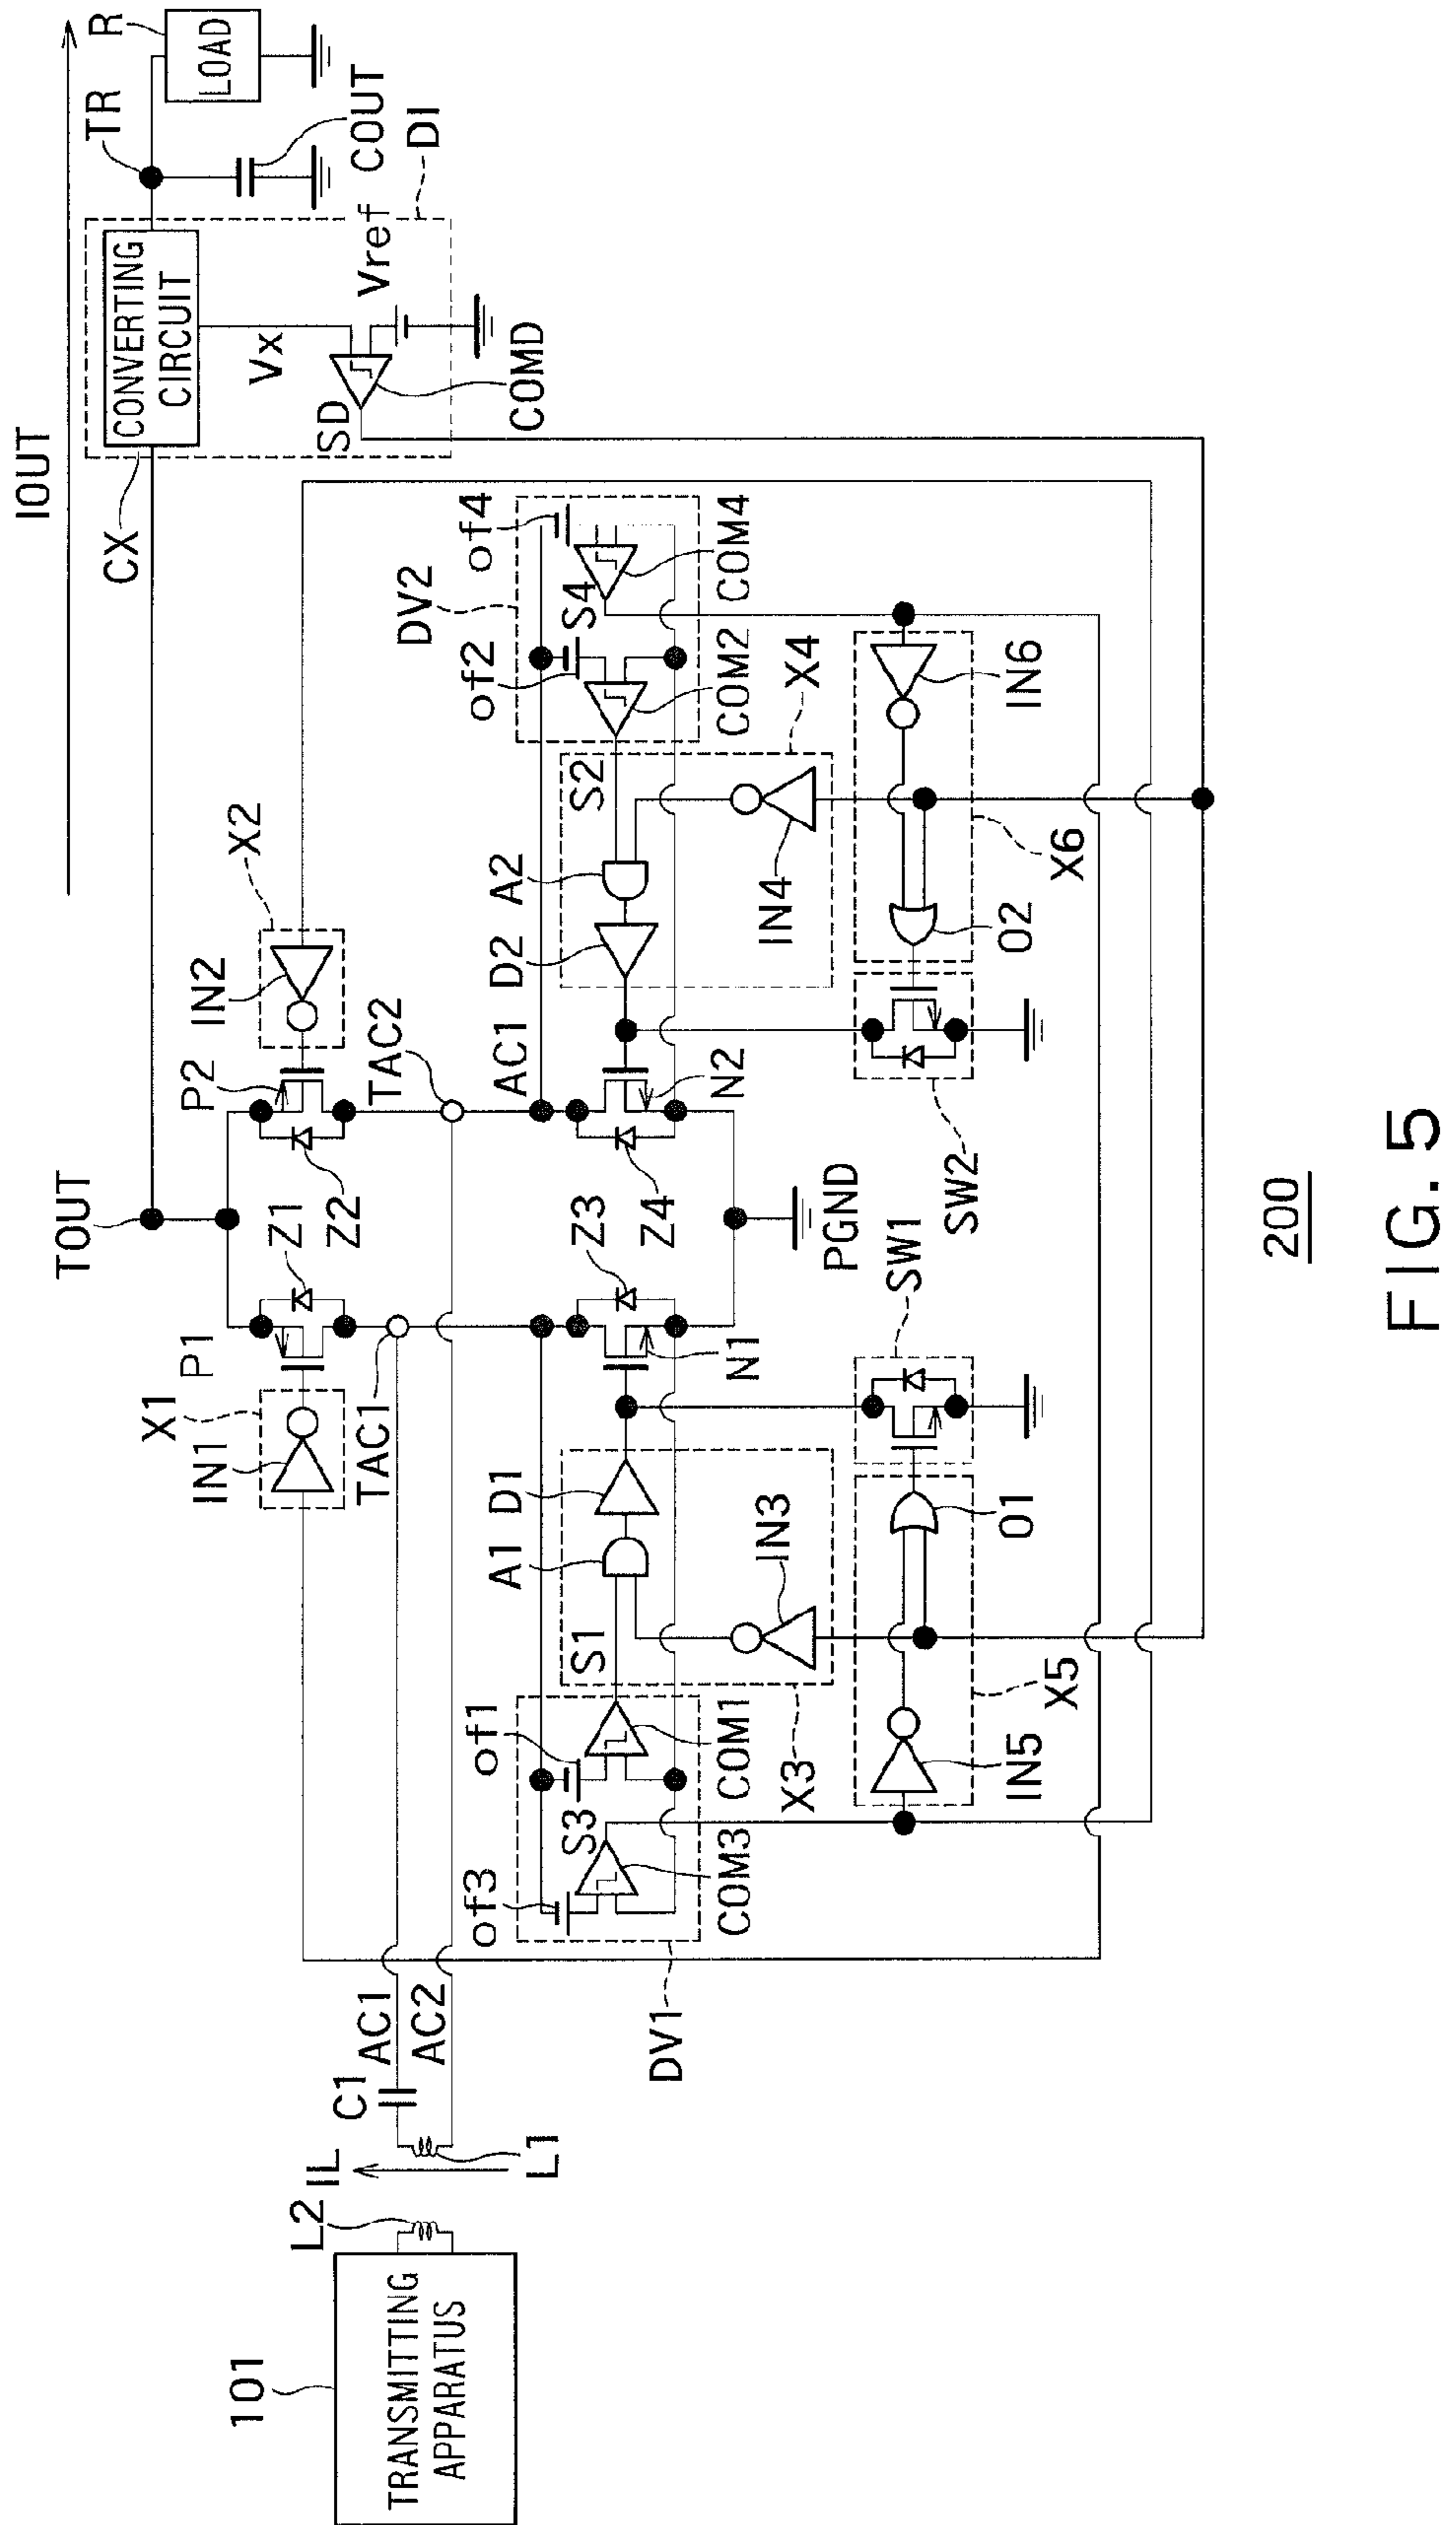 IOUT
R
LOAD
TR
COUT
DI
CONVERTING
CIRCUIT
CX
Vx
Vref
SD
COMD
TOUT
P1
Z1
P2
Z2
X1
IN1
X2
IN2
TAC1
TAC2
AC1
101
TRANSMITTING
APPARATUS
L2
IL
L1
C1
AC1
AC2
DV1
of3
of1
S3
S1
COM3
COM1
A1
D1
IN3
X3
N1
Z3
Z4
N2
PGND
D2
A2
S2
IN4
X4
of2
of4
DV2
S4
COM2
COM4
IN5
X5
O1
SW1
SW2
O2
X6
IN6
200
FIG. 5